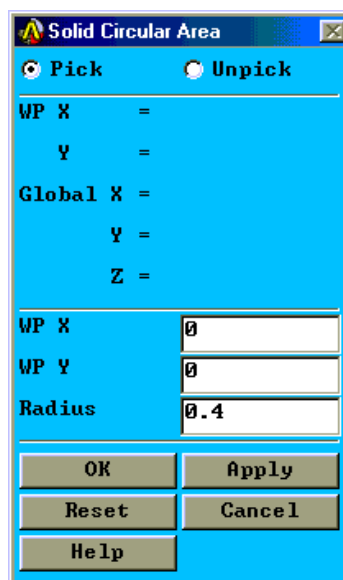 Solid Circular Area
Pick Unpick
WP X =
Y =
Global X =
Y =
Z =
WP X 0
WP Y 0
Radius 0.4
OK Apply
Reset Cancel
Help